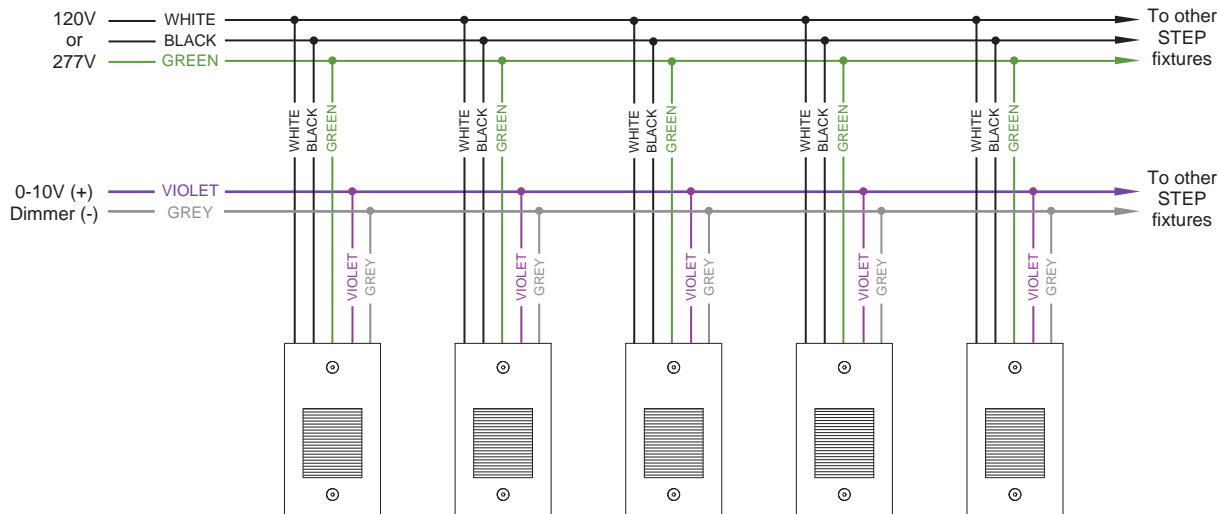 120V
or
277V
WHITE
BLACK
GREEN
To other
STEP
fixtures
WHITE
BLACK
GREEN
WHITE
BLACK
GREEN
WHITE
BLACK
GREEN
WHITE
BLACK
GREEN
WHITE
BLACK
GREEN
0-10V (+)
Dimmer (-)
VIOLET
GREY
To other
STEP
fixtures
VIOLET
GREY
VIOLET
GREY
VIOLET
GREY
VIOLET
GREY
VIOLET
GREY